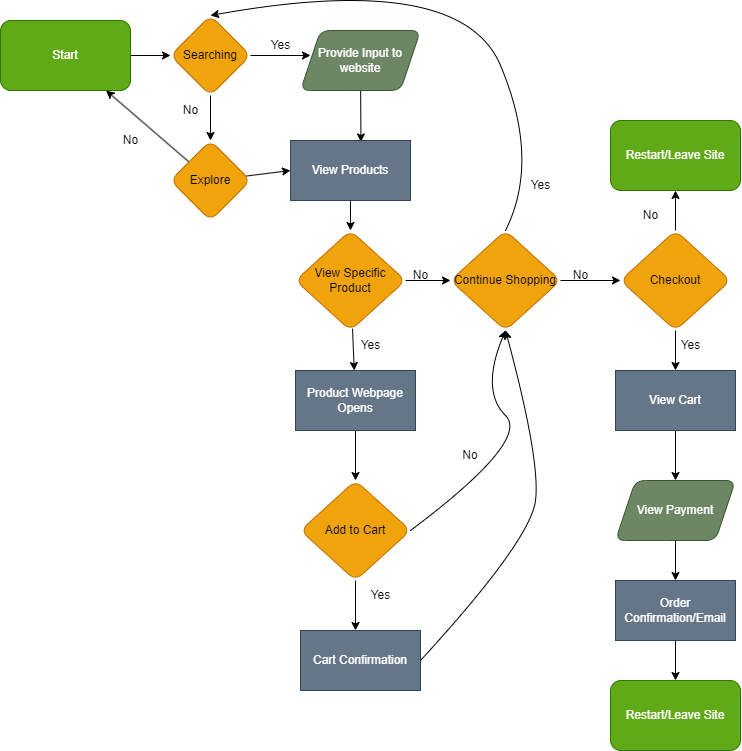 Start
Searching
Yes
Provide Input to
website
No
No
Explore
View Products
Yes
Restart/Leave Site
No
View Specific
Product
No
Continue Shopping
No
Checkout
Yes
Yes
Product Webpage
Opens
View Cart
No
Add to Cart
View Payment
Yes
Order
Confirmation/Email
Cart Confirmation
Restart/Leave Site